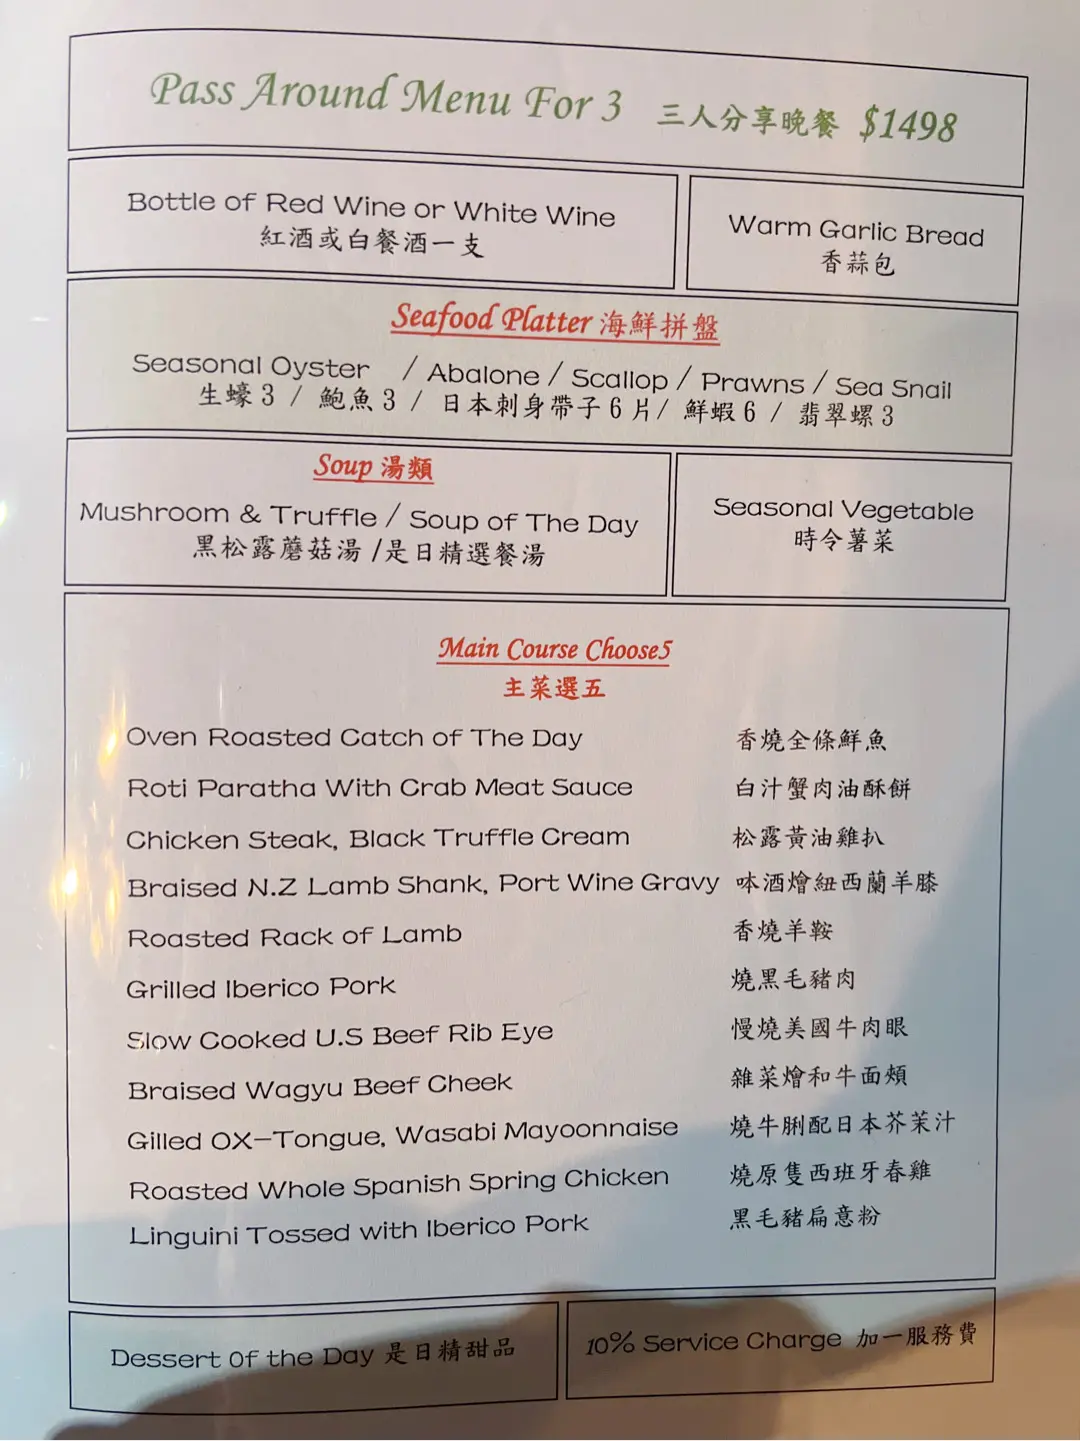 Pass Around Menu For 3 三人分享晚餐 $1498
Bottle of Red Wine or White Wine
紅酒或白餐酒一支
Warm Garlic Bread
香蒜包
Seafood Platter 海鮮拼盤
Seasonal Oyster / Abalone / Scallop / Prawns / Sea Snail
生蠔 3 / 鮑魚 3 / 日本刺身帶子 6 片/ 鮮蝦 6 / 翡翠螺 3
Soup 湯類
Mushroom & Truffle / Soup of The Day
黑松露蘑菇湯 /是日精選餐湯
Seasonal Vegetable
時令薯菜
Main Course Choose5
主菜選五
Oven Roasted Catch of The Day 香燒全條鮮魚
Roti Paratha With Crab Meat Sauce 白汁蟹肉油酥餅
Chicken Steak, Black Truffle Cream 松露黃油雞扒
Braised N.Z Lamb Shank, Port Wine Gravy 呠酒燴紐西蘭羊膝
Roasted Rack of Lamb 香燒羊鞍
Grilled Iberico Pork 燒黑毛豬肉
Slow Cooked U.S Beef Rib Eye 慢燒美國牛肉眼
Braised Wagyu Beef Cheek 雜菜燴和牛面頰
Gilled OX-Tongue, Wasabi Mayoonnaise 燒牛脷配日本芥茉汁
Roasted Whole Spanish Spring Chicken 燒原隻西班牙春雞
Linguini Tossed with Iberico Pork 黑毛豬扁意粉
Dessert Of the Day 是日精甜品
10% Service Charge 加一服務費